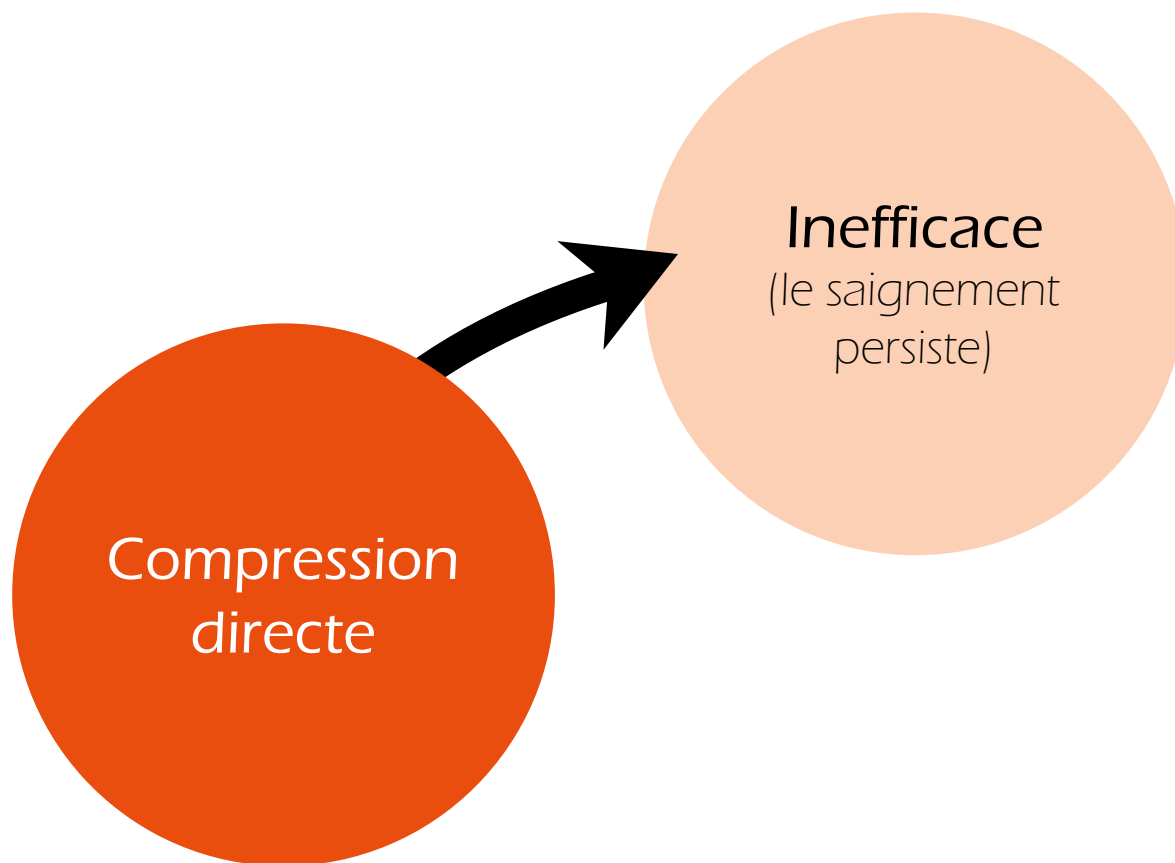 Inefficace
(le saignement
persiste)
Compression
directe